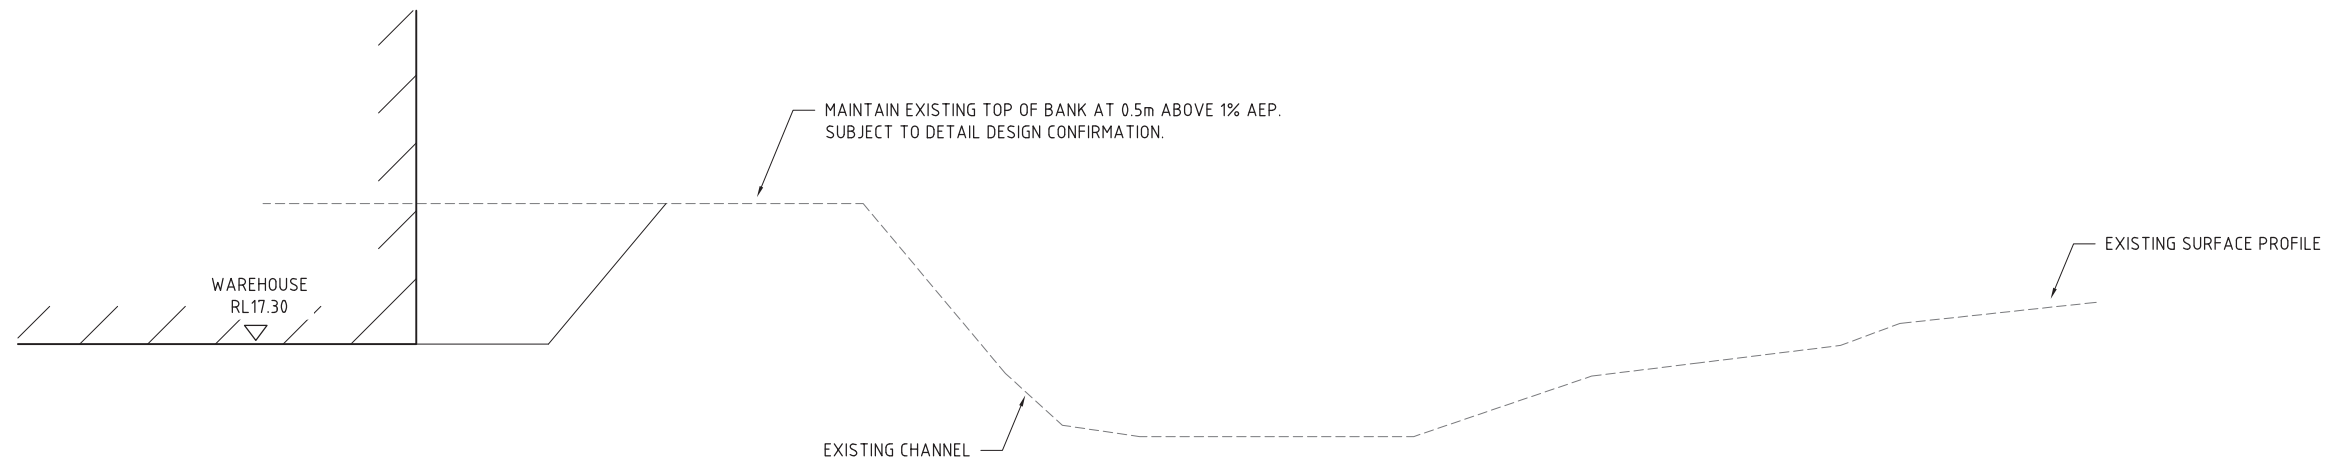 MAINTAIN EXISTING TOP OF BANK AT 0.5m ABOVE 1% AEP.
SUBJECT TO DETAIL DESIGN CONFIRMATION.
EXISTING SURFACE PROFILE
WAREHOUSE
RL17.30
EXISTING CHANNEL